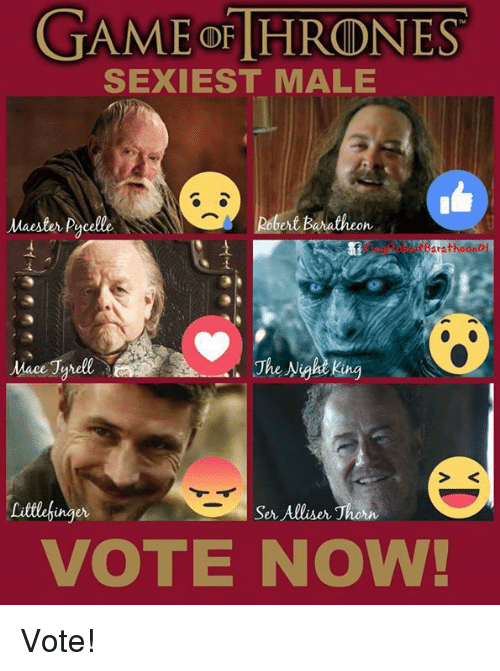 GAME OF THRONES
SEXIEST MALE
Maester Pycelle
Robert Baratheon
Mace Tyrell
The Night King
Littlefinger
Ser Alliser Thorn
VOTE NOW!
Vote!